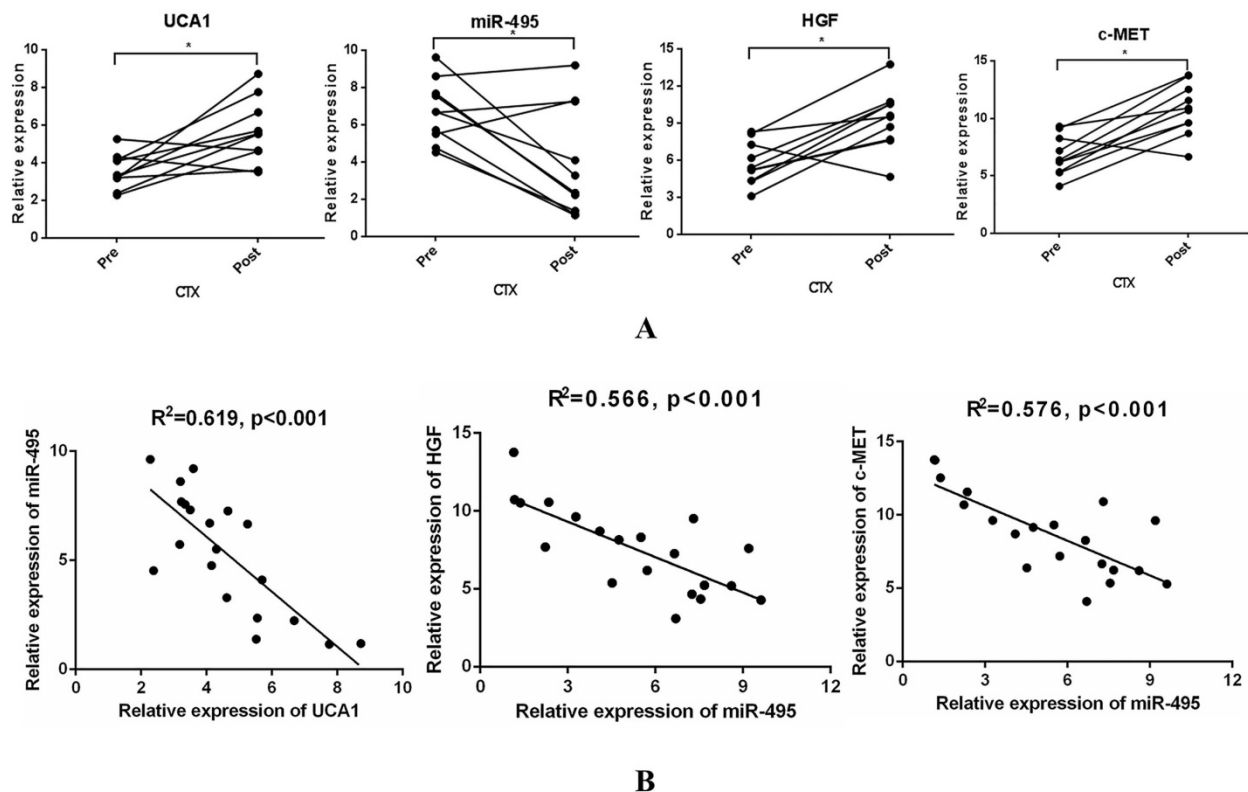 UCA1
Relative expression
10
8
6
4
2
0
*
Pre
Post
CTX
miR-495
Relative expression
10
9
8
7
6
5
4
3
2
1
0
*
Pre
Post
CTX
HGF
Relative expression
15
12
9
6
3
0
*
Pre
Post
CTX
c-MET
Relative expression
15
10
5
0
*
Pre
Post
CTX
A
R²=0.619, p<0.001
Relative expression of miR-495
10
5
0
0 2 4 6 8 10
Relative expression of UCA1
R²=0.566, p<0.001
Relative expression of HGF
15
10
5
0
0 3 6 9 12
Relative expression of miR-495
R²=0.576, p<0.001
Relative expression of c-MET
15
10
5
0
0 3 6 9 12
Relative expression of miR-495
B